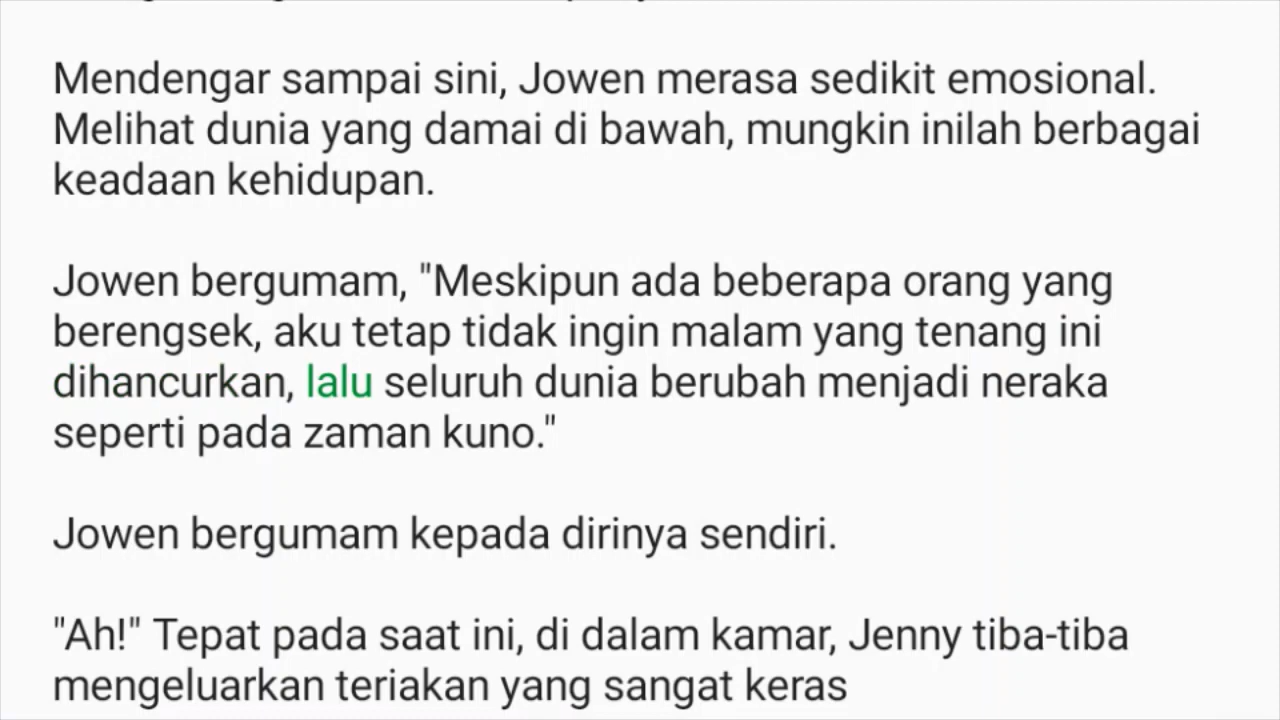 Mendengar sampai sini, Jowen merasa sedikit emosional.
Melihat dunia yang damai di bawah, mungkin inilah berbagai
keadaan kehidupan.
Jowen bergumam, "Meskipun ada beberapa orang yang
berengsek, aku tetap tidak ingin malam yang tenang ini
dihancurkan, lalu seluruh dunia berubah menjadi neraka
seperti pada zaman kuno."
Jowen bergumam kepada dirinya sendiri.
"Ah!" Tepat pada saat ini, di dalam kamar, Jenny tiba-tiba
mengeluarkan teriakan yang sangat keras